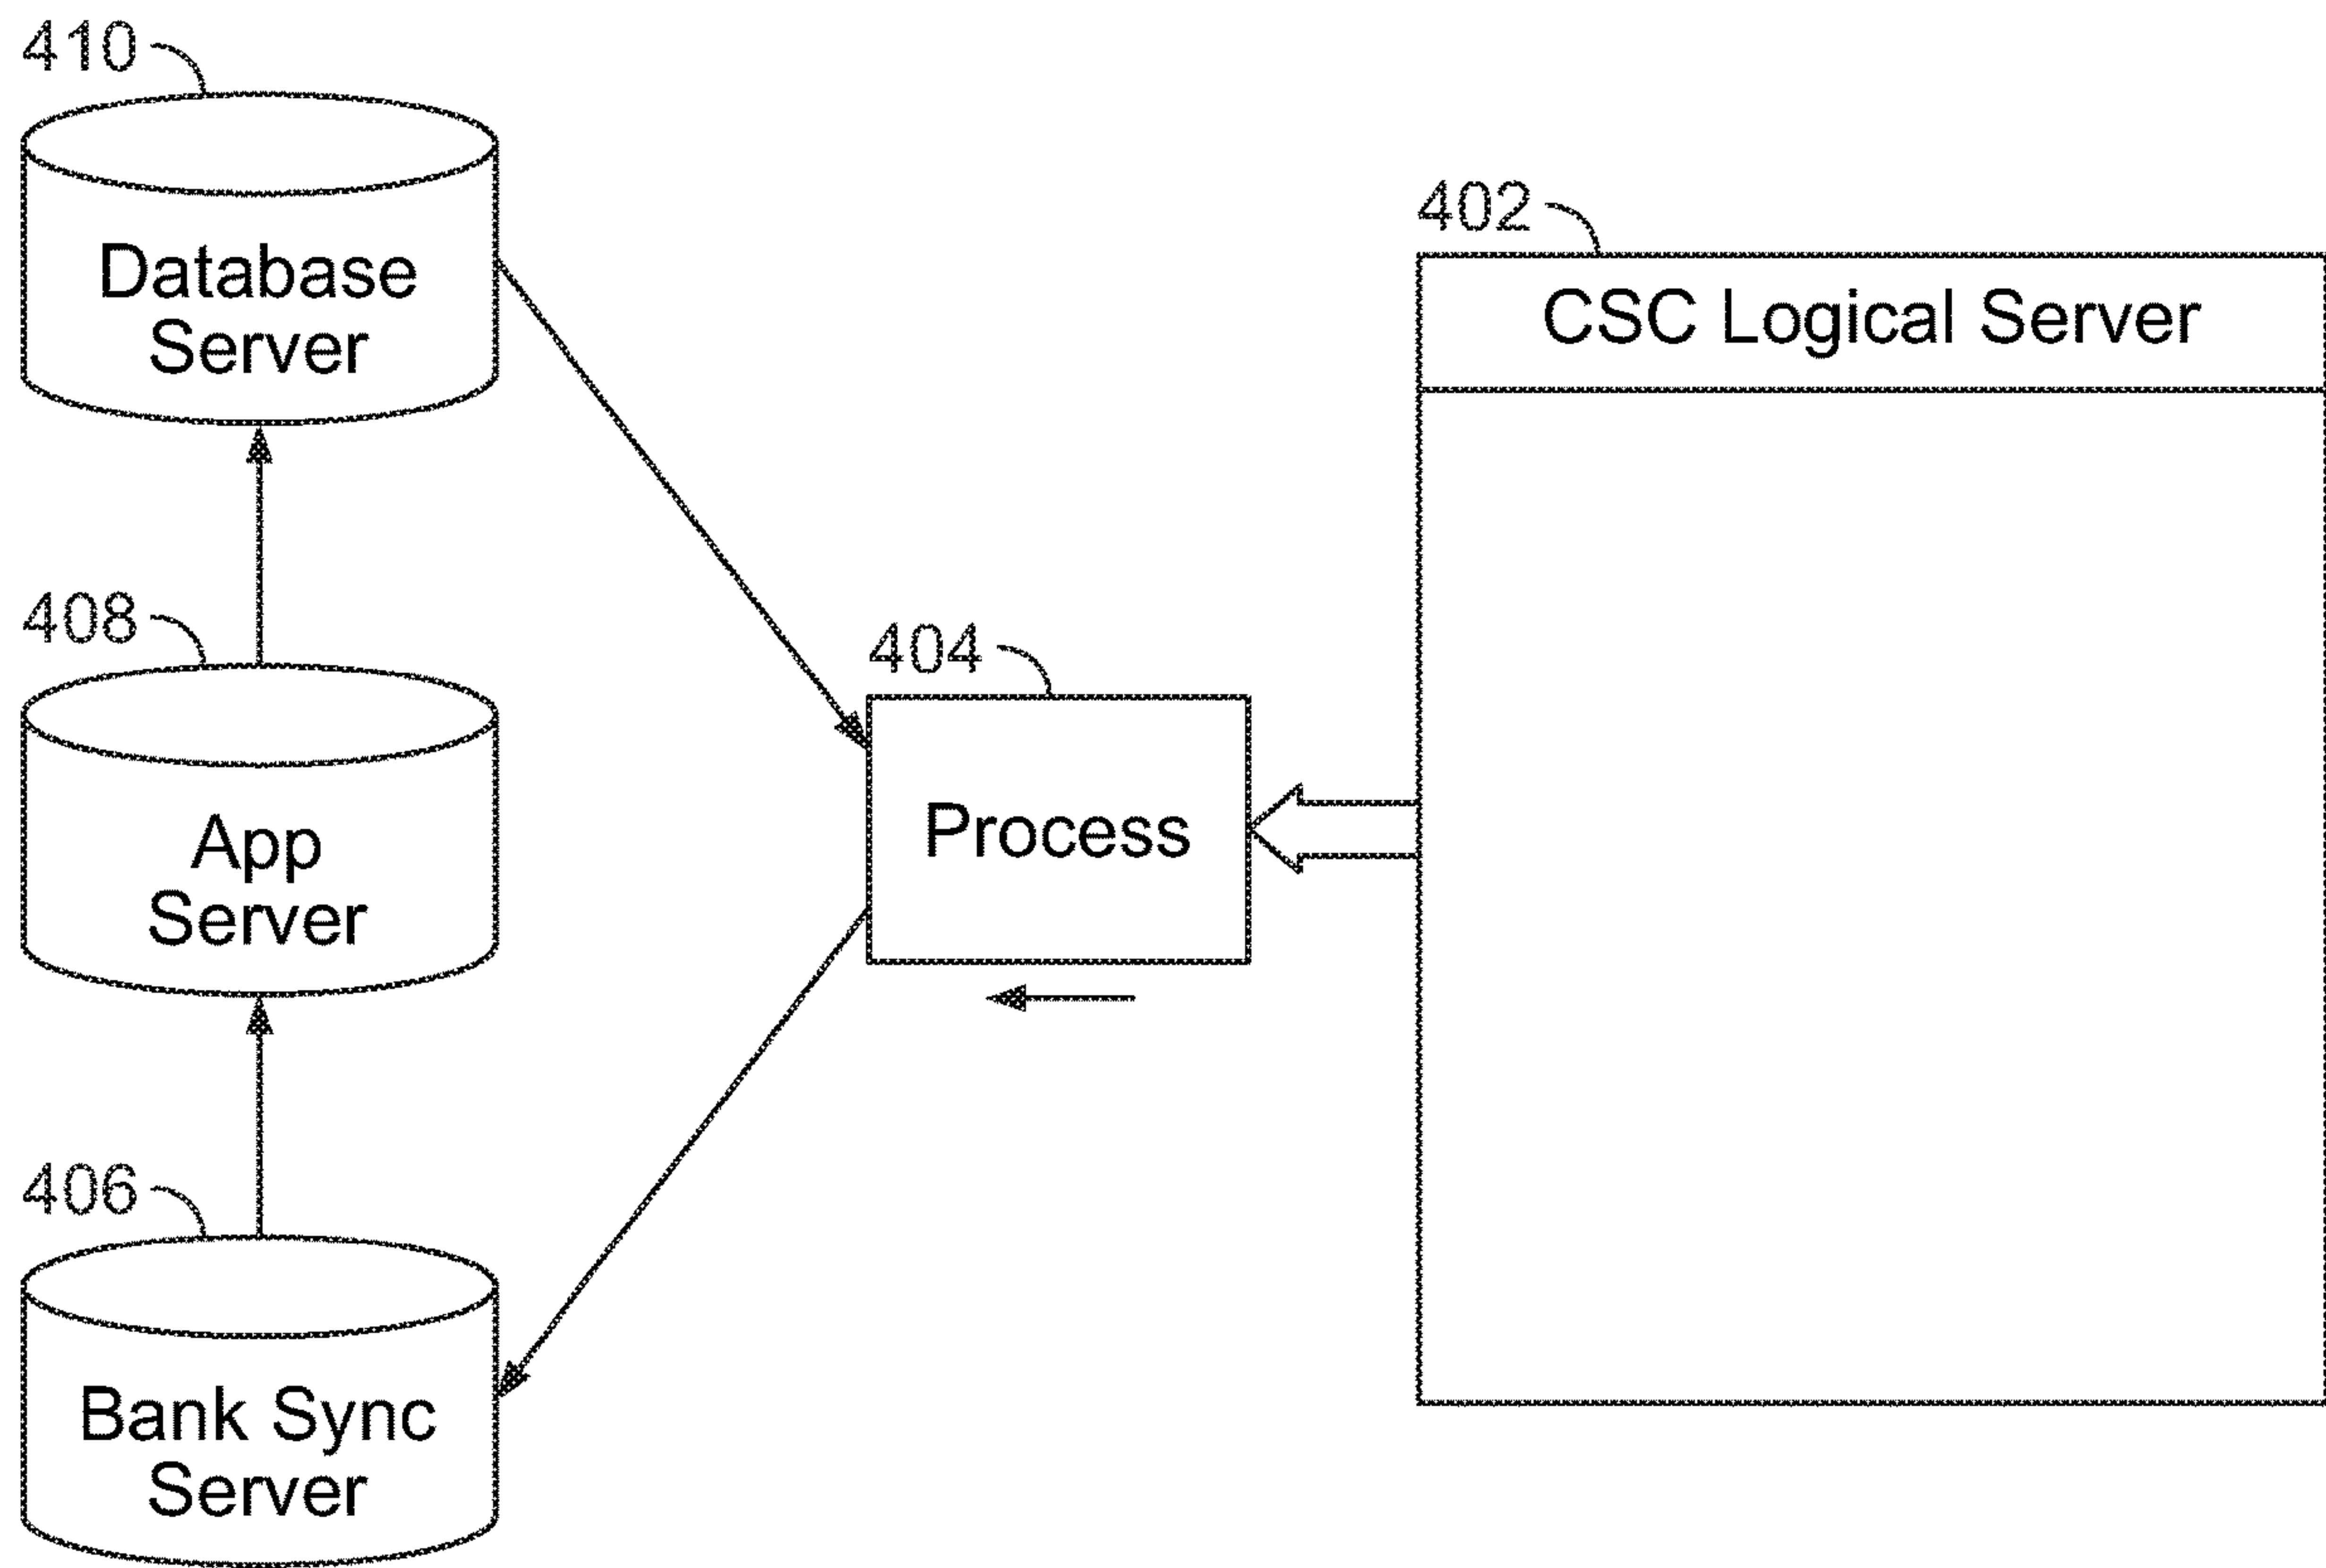 410
Database
Server
402
CSC Logical Server
408
App
Server
404
Process
406
Bank Sync
Server